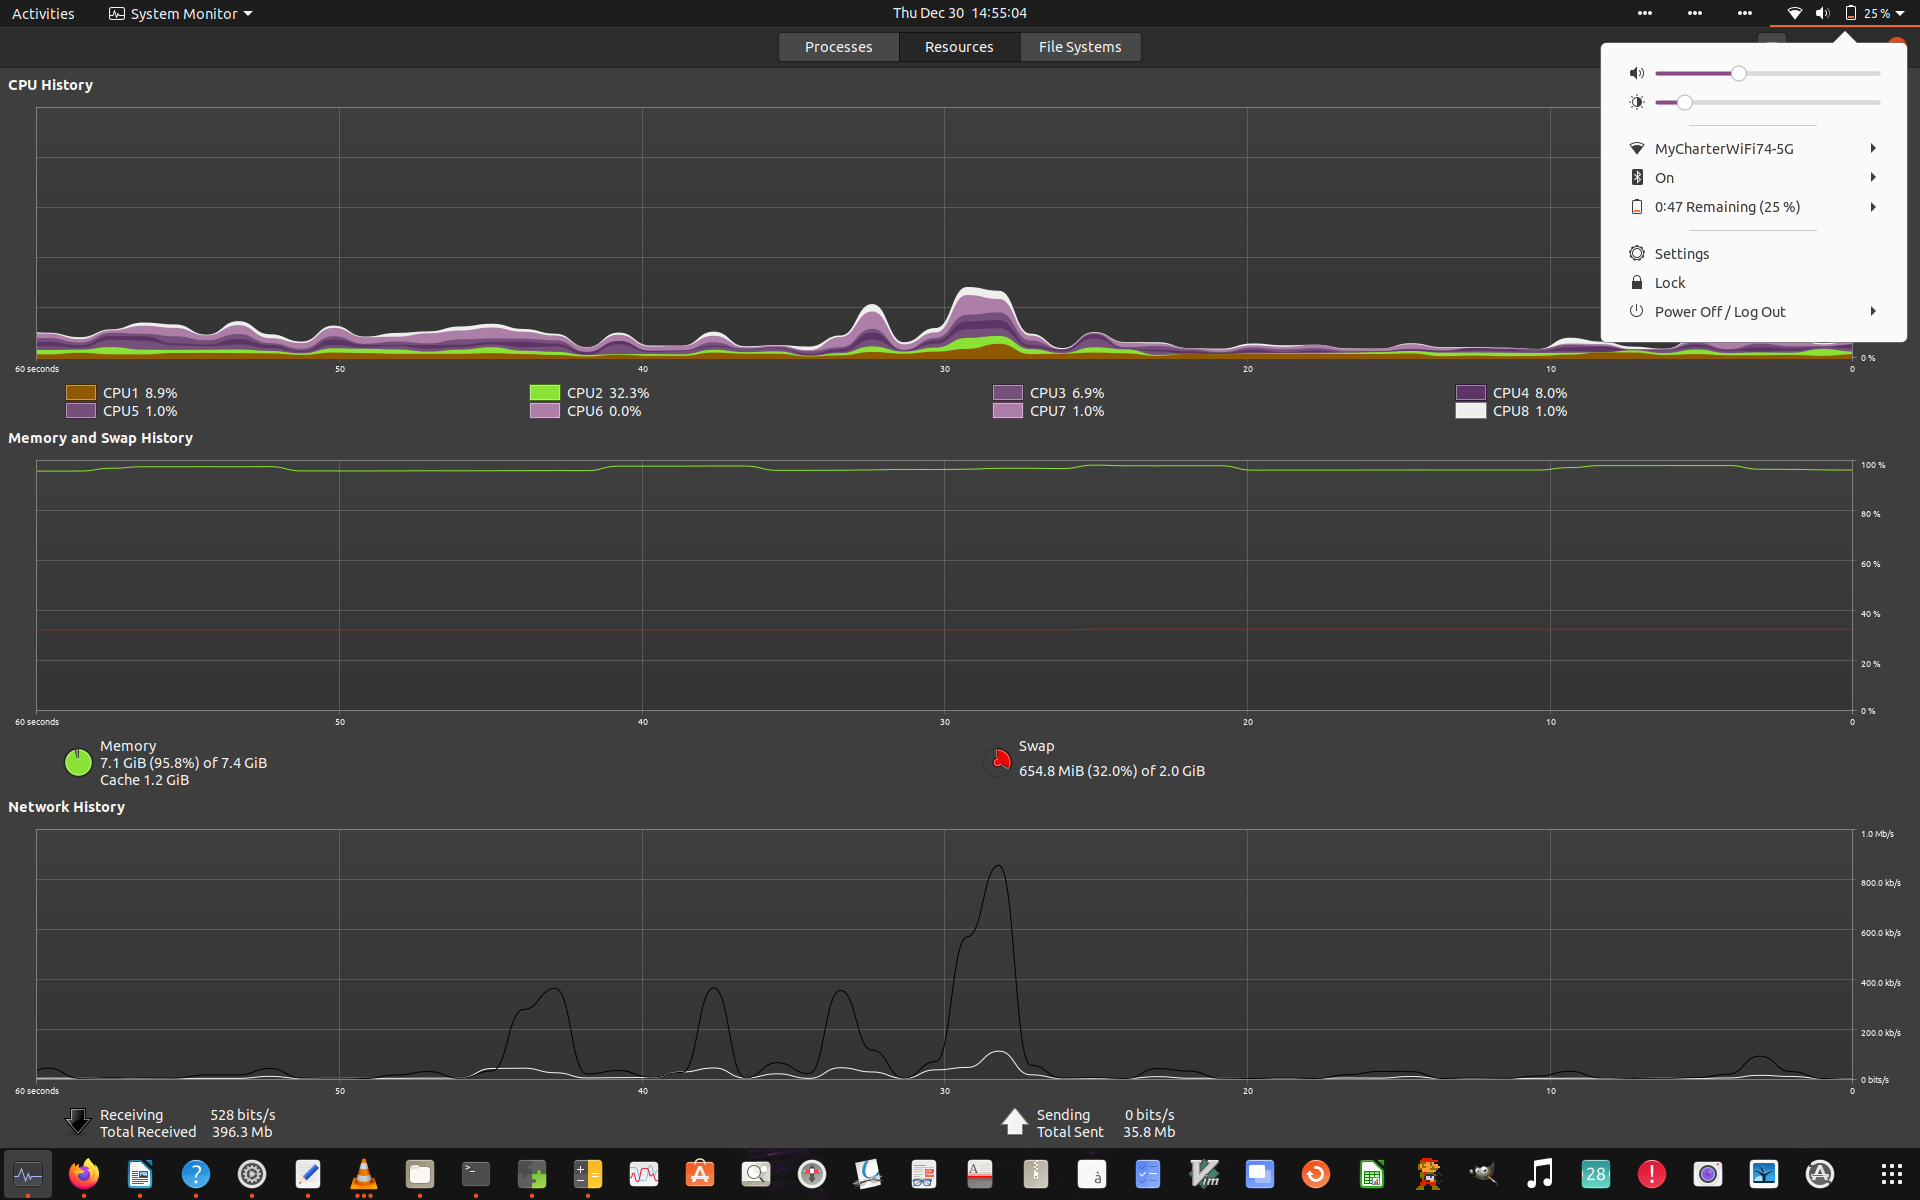 Activities
System Monitor
Thu Dec 30 14:55:04
25 %
Processes
Resources
File Systems
CPU History
MyCharterWiFi74-5G
On
0:47 Remaining (25 %)
Settings
Lock
Power Off / Log Out
0 %
60 seconds 50 40 30 20 10 0
CPU1 8.9% CPU2 32.3% CPU3 6.9% CPU4 8.0%
CPU5 1.0% CPU6 0.0% CPU7 1.0% CPU8 1.0%
Memory and Swap History
100 %
80 %
60 %
40 %
20 %
0 %
60 seconds 50 40 30 20 10 0
Memory
7.1 GiB (95.8%) of 7.4 GiB
Cache 1.2 GiB
Swap
654.8 MiB (32.0%) of 2.0 GiB
Network History
1.0 Mb/s
800.0 kb/s
600.0 kb/s
400.0 kb/s
200.0 kb/s
0 bits/s
60 seconds 50 40 30 20 10 0
Receiving 528 bits/s
Total Received 396.3 Mb
Sending 0 bits/s
Total Sent 35.8 Mb
?
>_
A
à
Vim
28
!
A